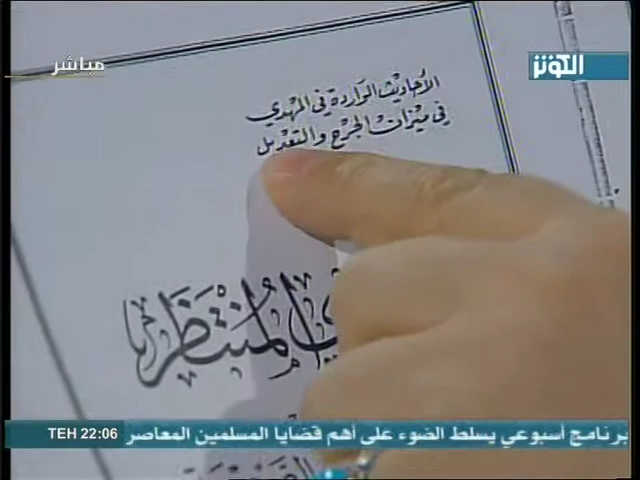 مباشر
الكوثر
الأحاديث الواردة في المهدي
في ميزان الجرح والتعديل
المنتظر
TEH 22:06
برنامج أسبوعي يسلط الضوء على أهم قضايا المسلمين المعاصر